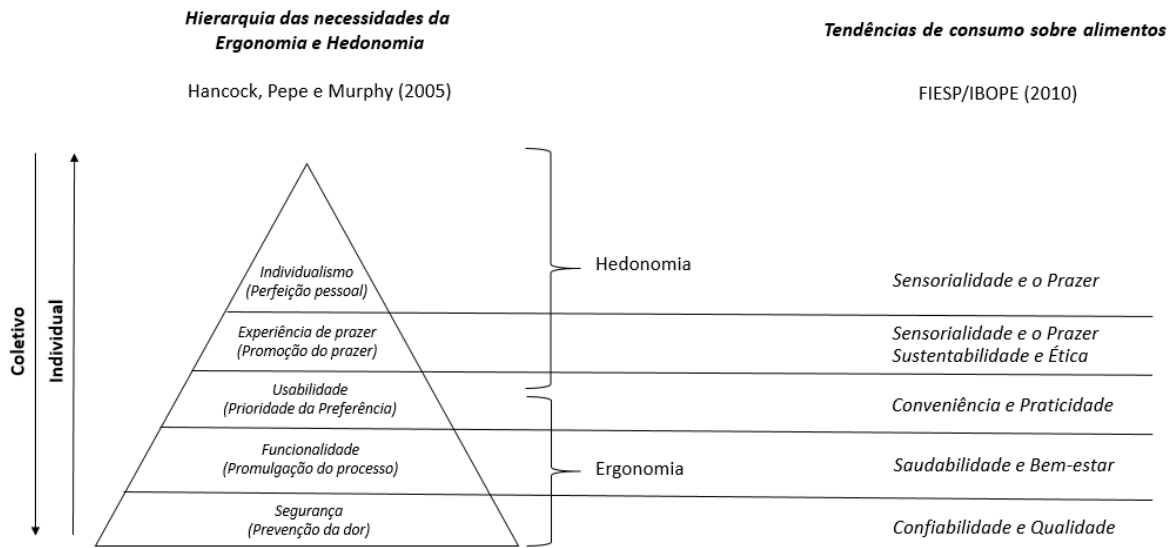 Hierarquia das necessidades da
Ergonomia e Hedonomia
Hancock, Pepe e Murphy (2005)
Tendências de consumo sobre alimentos
FIESP/IBOPE (2010)
Coletivo
Individual
Individualismo
(Perfeição pessoal)
Experiência de prazer
(Promoção do prazer)
Usabilidade
(Prioridade da Preferência)
Funcionalidade
(Promulgação do processo)
Segurança
(Prevenção da dor)
Hedonomia
Ergonomia
Sensorialidade e o Prazer
Sensorialidade e o Prazer
Sustentabilidade e Ética
Conveniência e Praticidade
Saudabilidade e Bem-estar
Confiabilidade e Qualidade